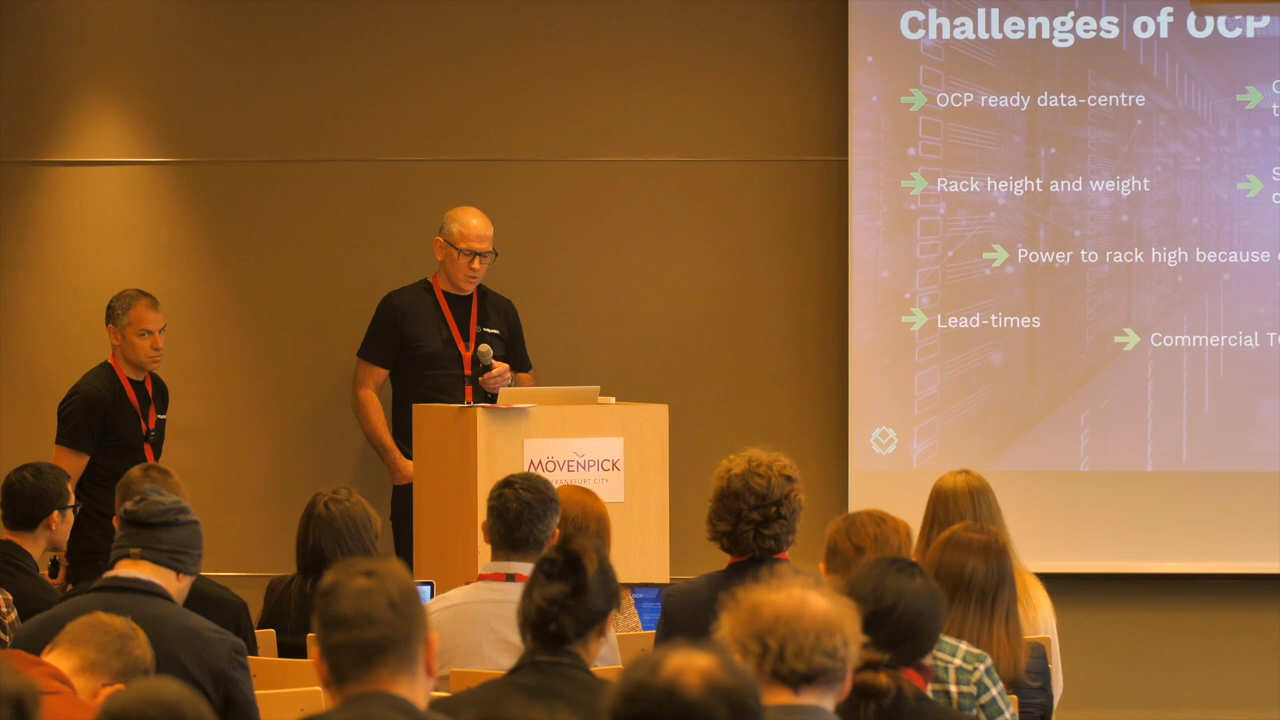 Challenges of OCP
OCP ready data-centre
Rack height and weight
Power to rack high because
Lead-times
Commercial
MÖVENPICK
FRANKFURT CITY